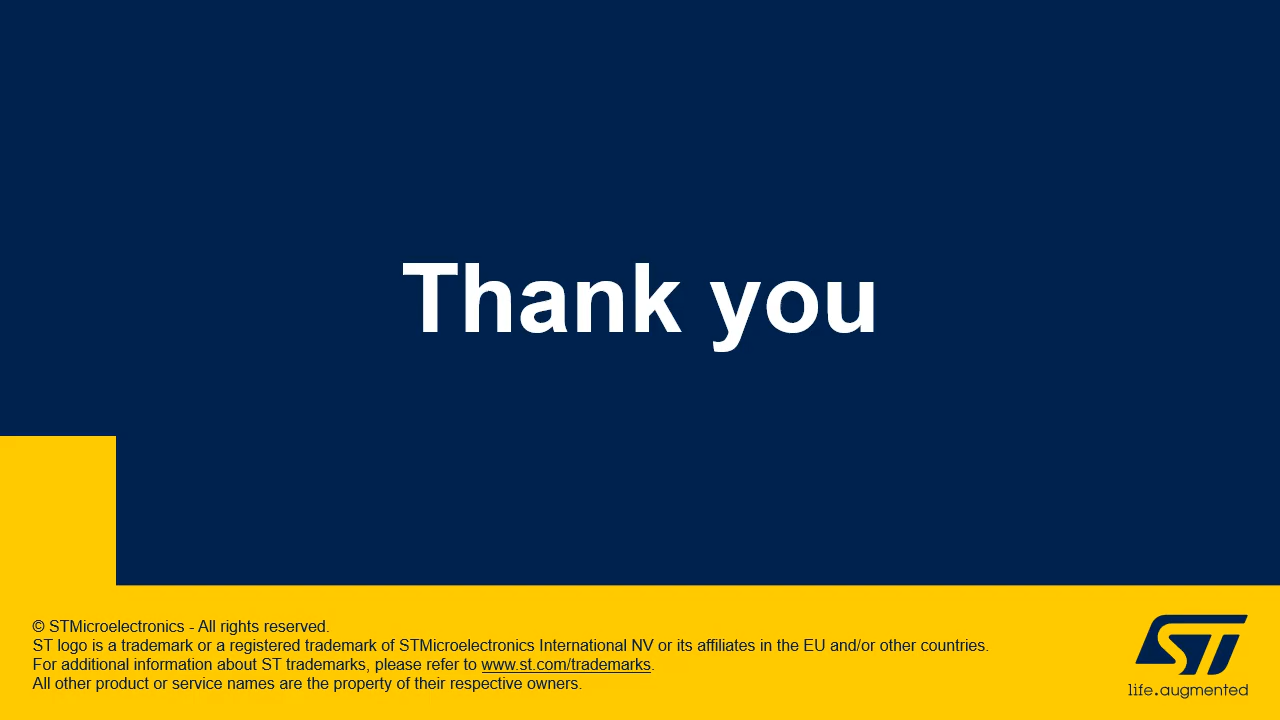 Thank you
© STMicroelectronics - All rights reserved.
ST logo is a trademark or a registered trademark of STMicroelectronics International NV or its affiliates in the EU and/or other countries.
For additional information about ST trademarks, please refer to www.st.com/trademarks.
All other product or service names are the property of their respective owners.
ST
life.augmented